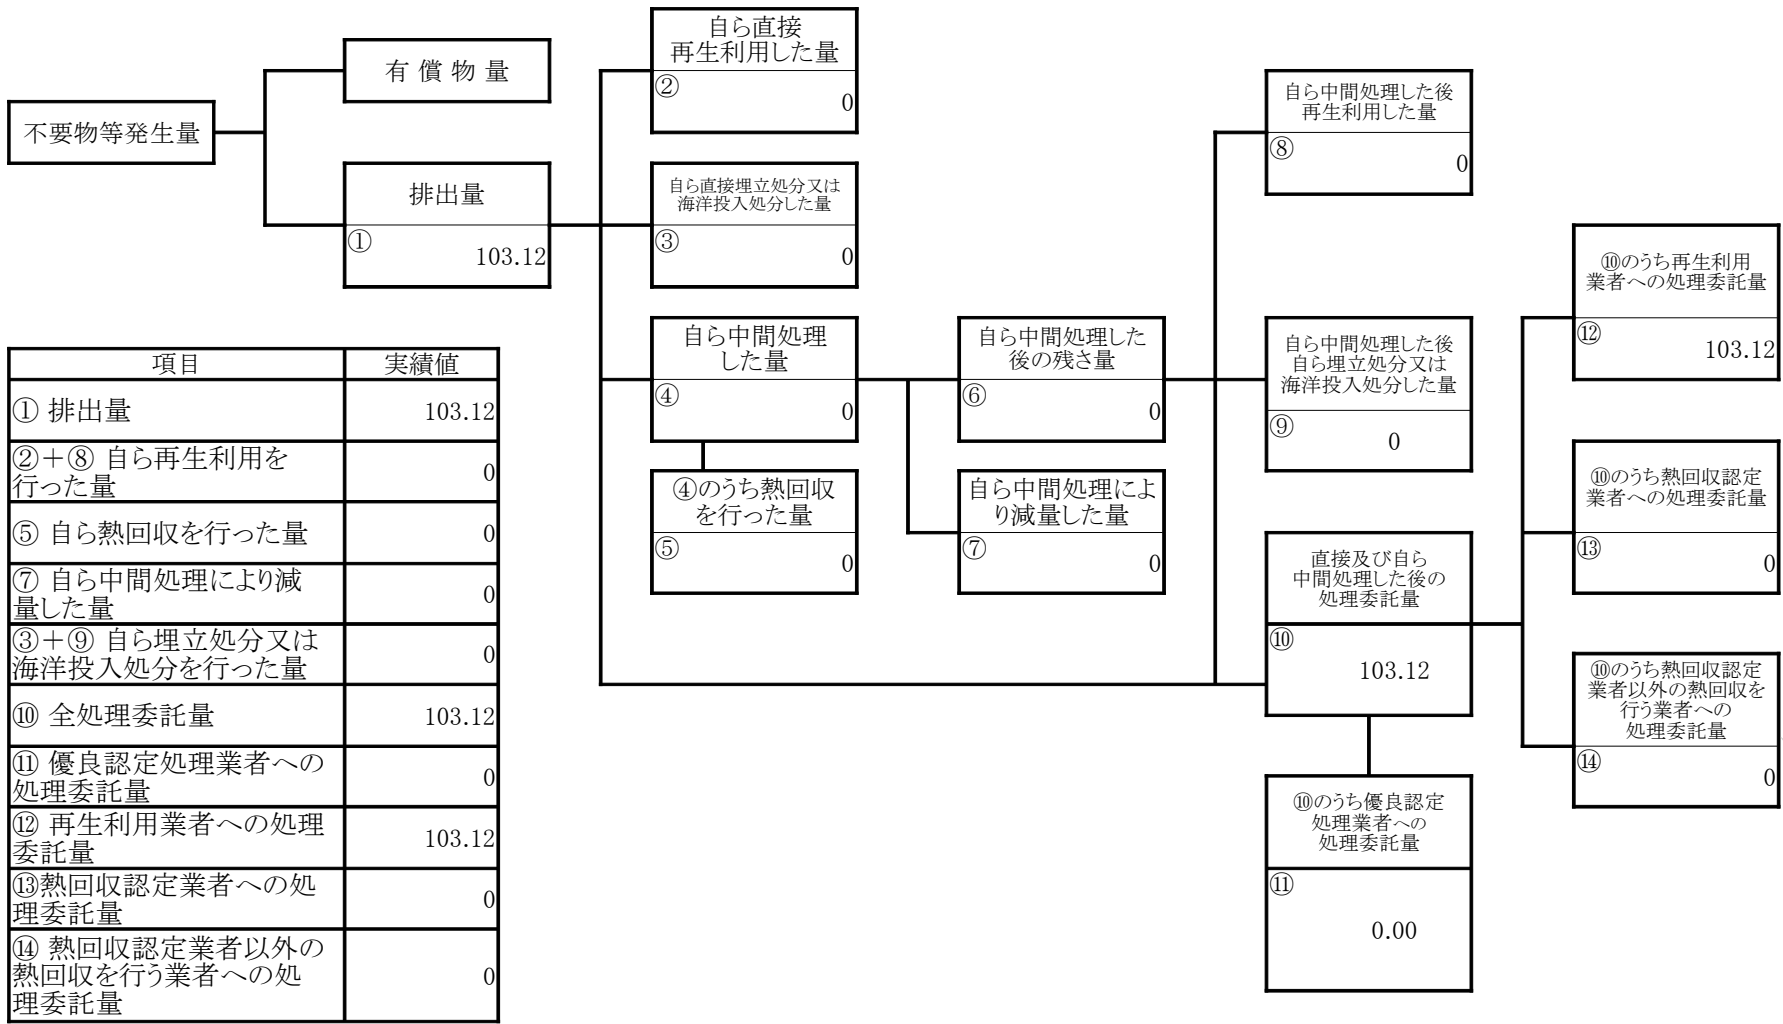 不要物等発生量
有償物量
排出量
①
103.12
自ら直接
再生利用した量
②
0
自ら直接埋立処分又は
海洋投入処分した量
③
0
自ら中間処理
した量
④
0
④のうち熱回収
を行った量
⑤
0
自ら中間処理した
後の残さ量
⑥
0
自ら中間処理によ
り減量した量
⑦
0
自ら中間処理した後
再生利用した量
⑧
0
自ら中間処理した後
自ら埋立処分又は
海洋投入処分した量
⑨
0
直接及び自ら
中間処理した後の
処理委託量
⑩
103.12
⑩のうち優良認定
処理業者への
処理委託量
⑪
0.00
⑩のうち再生利用
業者への処理委託量
⑫
103.12
⑩のうち熱回収認定
業者への処理委託量
⑬
0
⑩のうち熱回収認定
業者以外の熱回収を
行う業者への
処理委託量
⑭
0
項目 実績値
① 排出量 103.12
②＋⑧ 自ら再生利用を
行った量 0
⑤ 自ら熱回収を行った量 0
⑦ 自ら中間処理により減
量した量 0
③＋⑨ 自ら埋立処分又は
海洋投入処分を行った量 0
⑩ 全処理委託量 103.12
⑪ 優良認定処理業者への
処理委託量 0
⑫ 再生利用業者への処理
委託量 103.12
⑬熱回収認定業者への処
理委託量 0
⑭ 熱回収認定業者以外の
熱回収を行う業者への処
理委託量 0